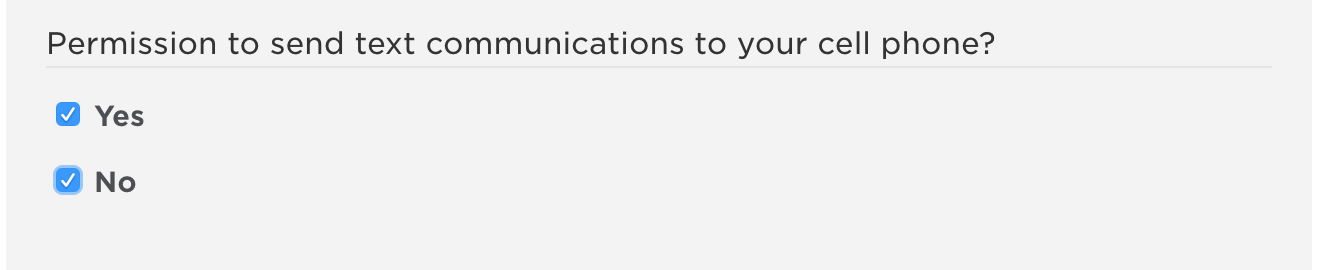 Permission to send text communications to your cell phone?
Yes
No